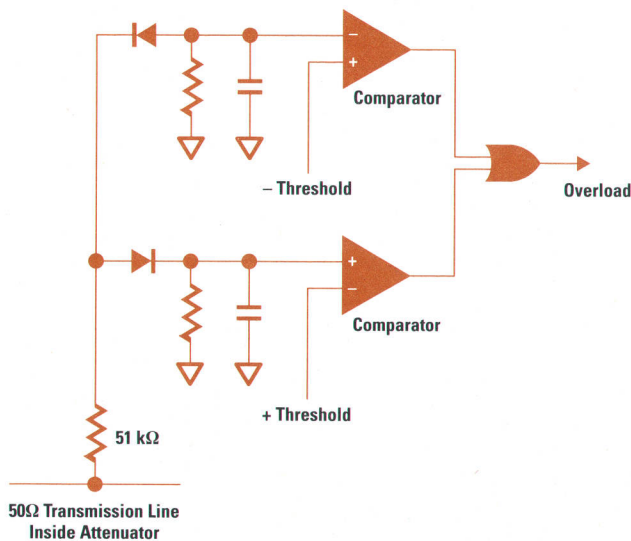 −
+
Comparator
− Threshold
Overload
+
−
Comparator
+ Threshold
51 kΩ
50Ω Transmission Line
Inside Attenuator